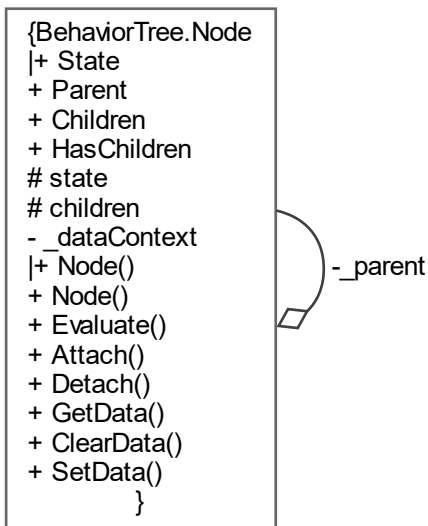 {BehaviorTree.Node
|+ State
+ Parent
+ Children
+ HasChildren
# state
# children
- _dataContext
|+ Node()
+ Node()
+ Evaluate()
+ Attach()
+ Detach()
+ GetData()
+ ClearData()
+ SetData()
}
-_parent